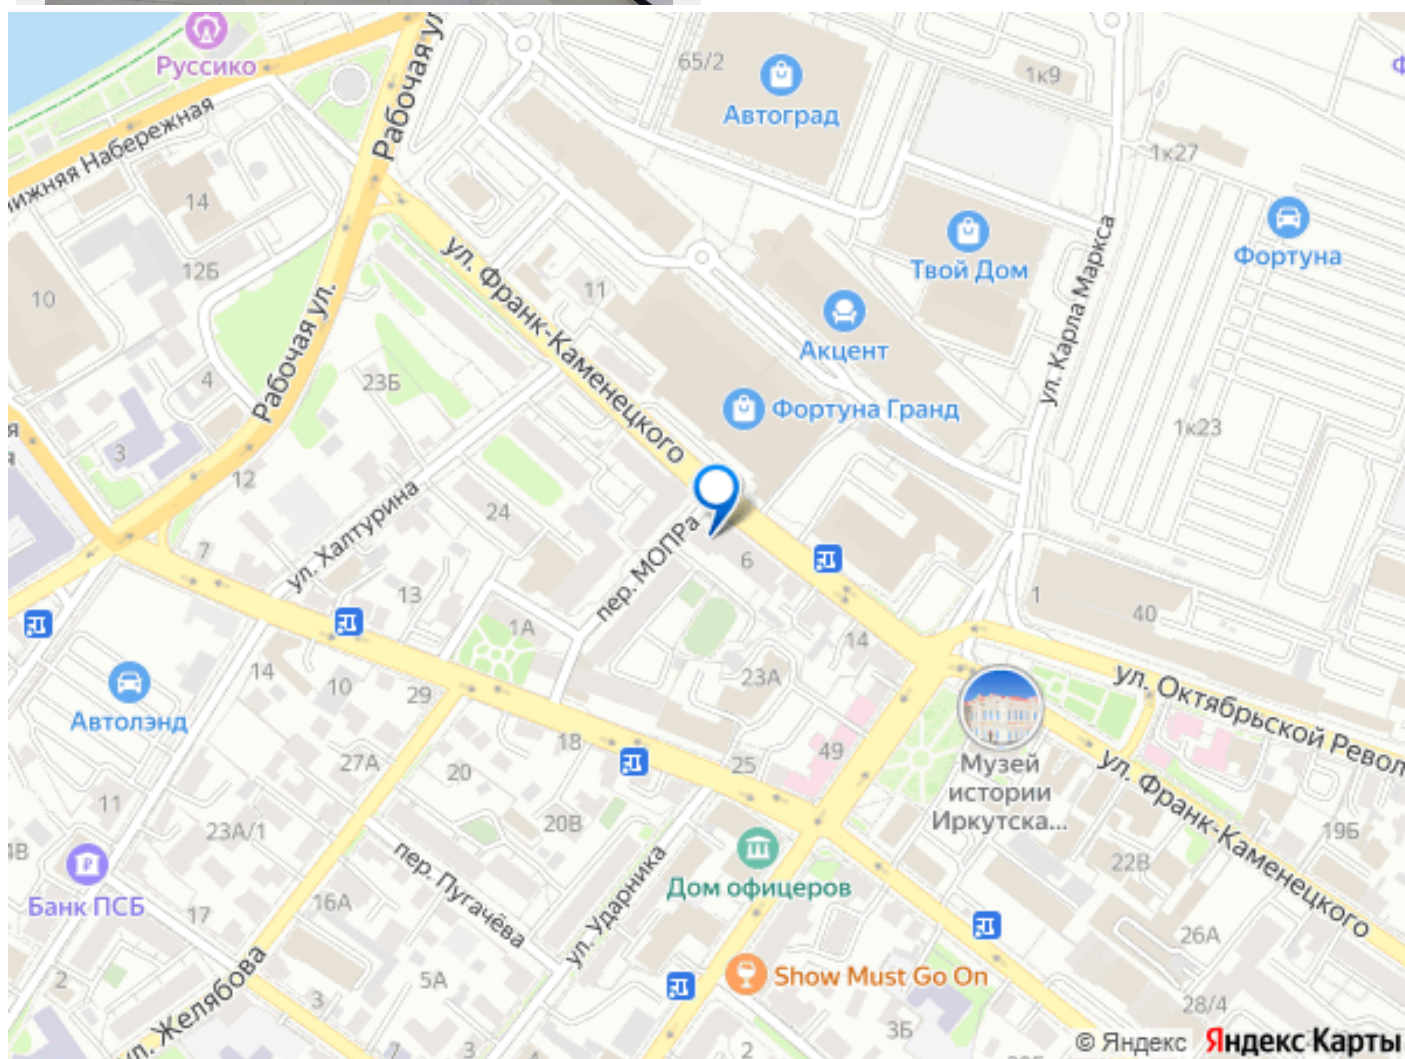 Руссико
Рабочая ул
65/2
Автоград
1к9
Нижняя Набережная
14
12Б
10
1к27
Фортуна
ул. Карла Маркса
Твой Дом
Акцент
11
ул. Франк-Каменецкого
Рабочая ул.
4
23Б
Фортуна Гранд
1к23
3
12
24
ул. Халтурина
пер. МОПРа
6
7
13
1А
14
1
40
23А
ул. Октябрьской Револ
14
10
29
Автолэнд
18
25
49
Музей
истории
Иркутска...
ул. Франк-Каменецкого
27А
20
11
23А/1
20В
19Б
22В
Дом офицеров
пер. Пугачёва
ул. Ударника
Банк ПСБ
17
16А
26А
2
ул. Желябова
5А
Show Must Go On
3
28/4
3Б
2
3
7
© Яндекс Яндекс Карты